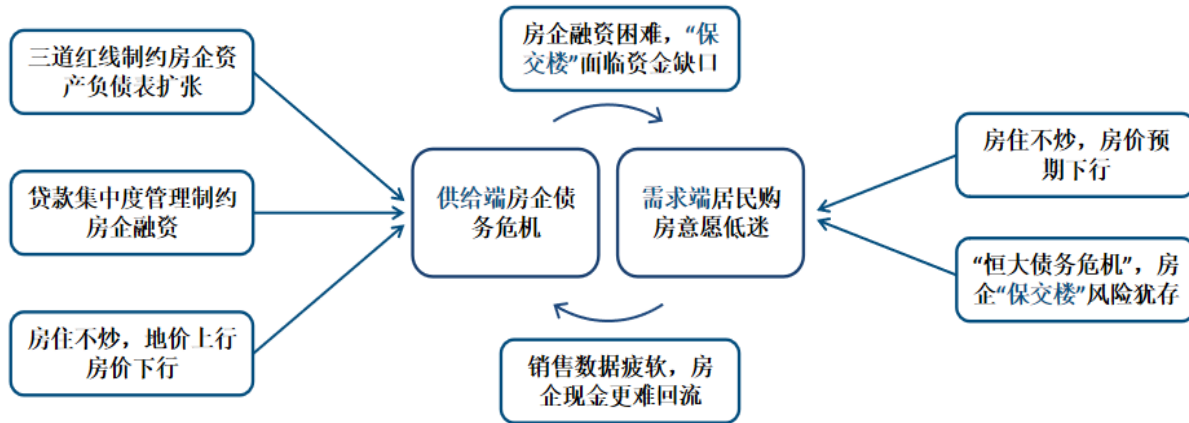 三道红线制约房企资
产负债表扩张
贷款集中度管理制约
房企融资
房住不炒，地价上行
房价下行
房企融资困难，“保
交楼”面临资金缺口
供给端房企债
务危机
需求端居民购
房意愿低迷
销售数据疲软，房
企现金更难回流
房住不炒，房价预
期下行
“恒大债务危机”，房
企“保交楼”风险犹存